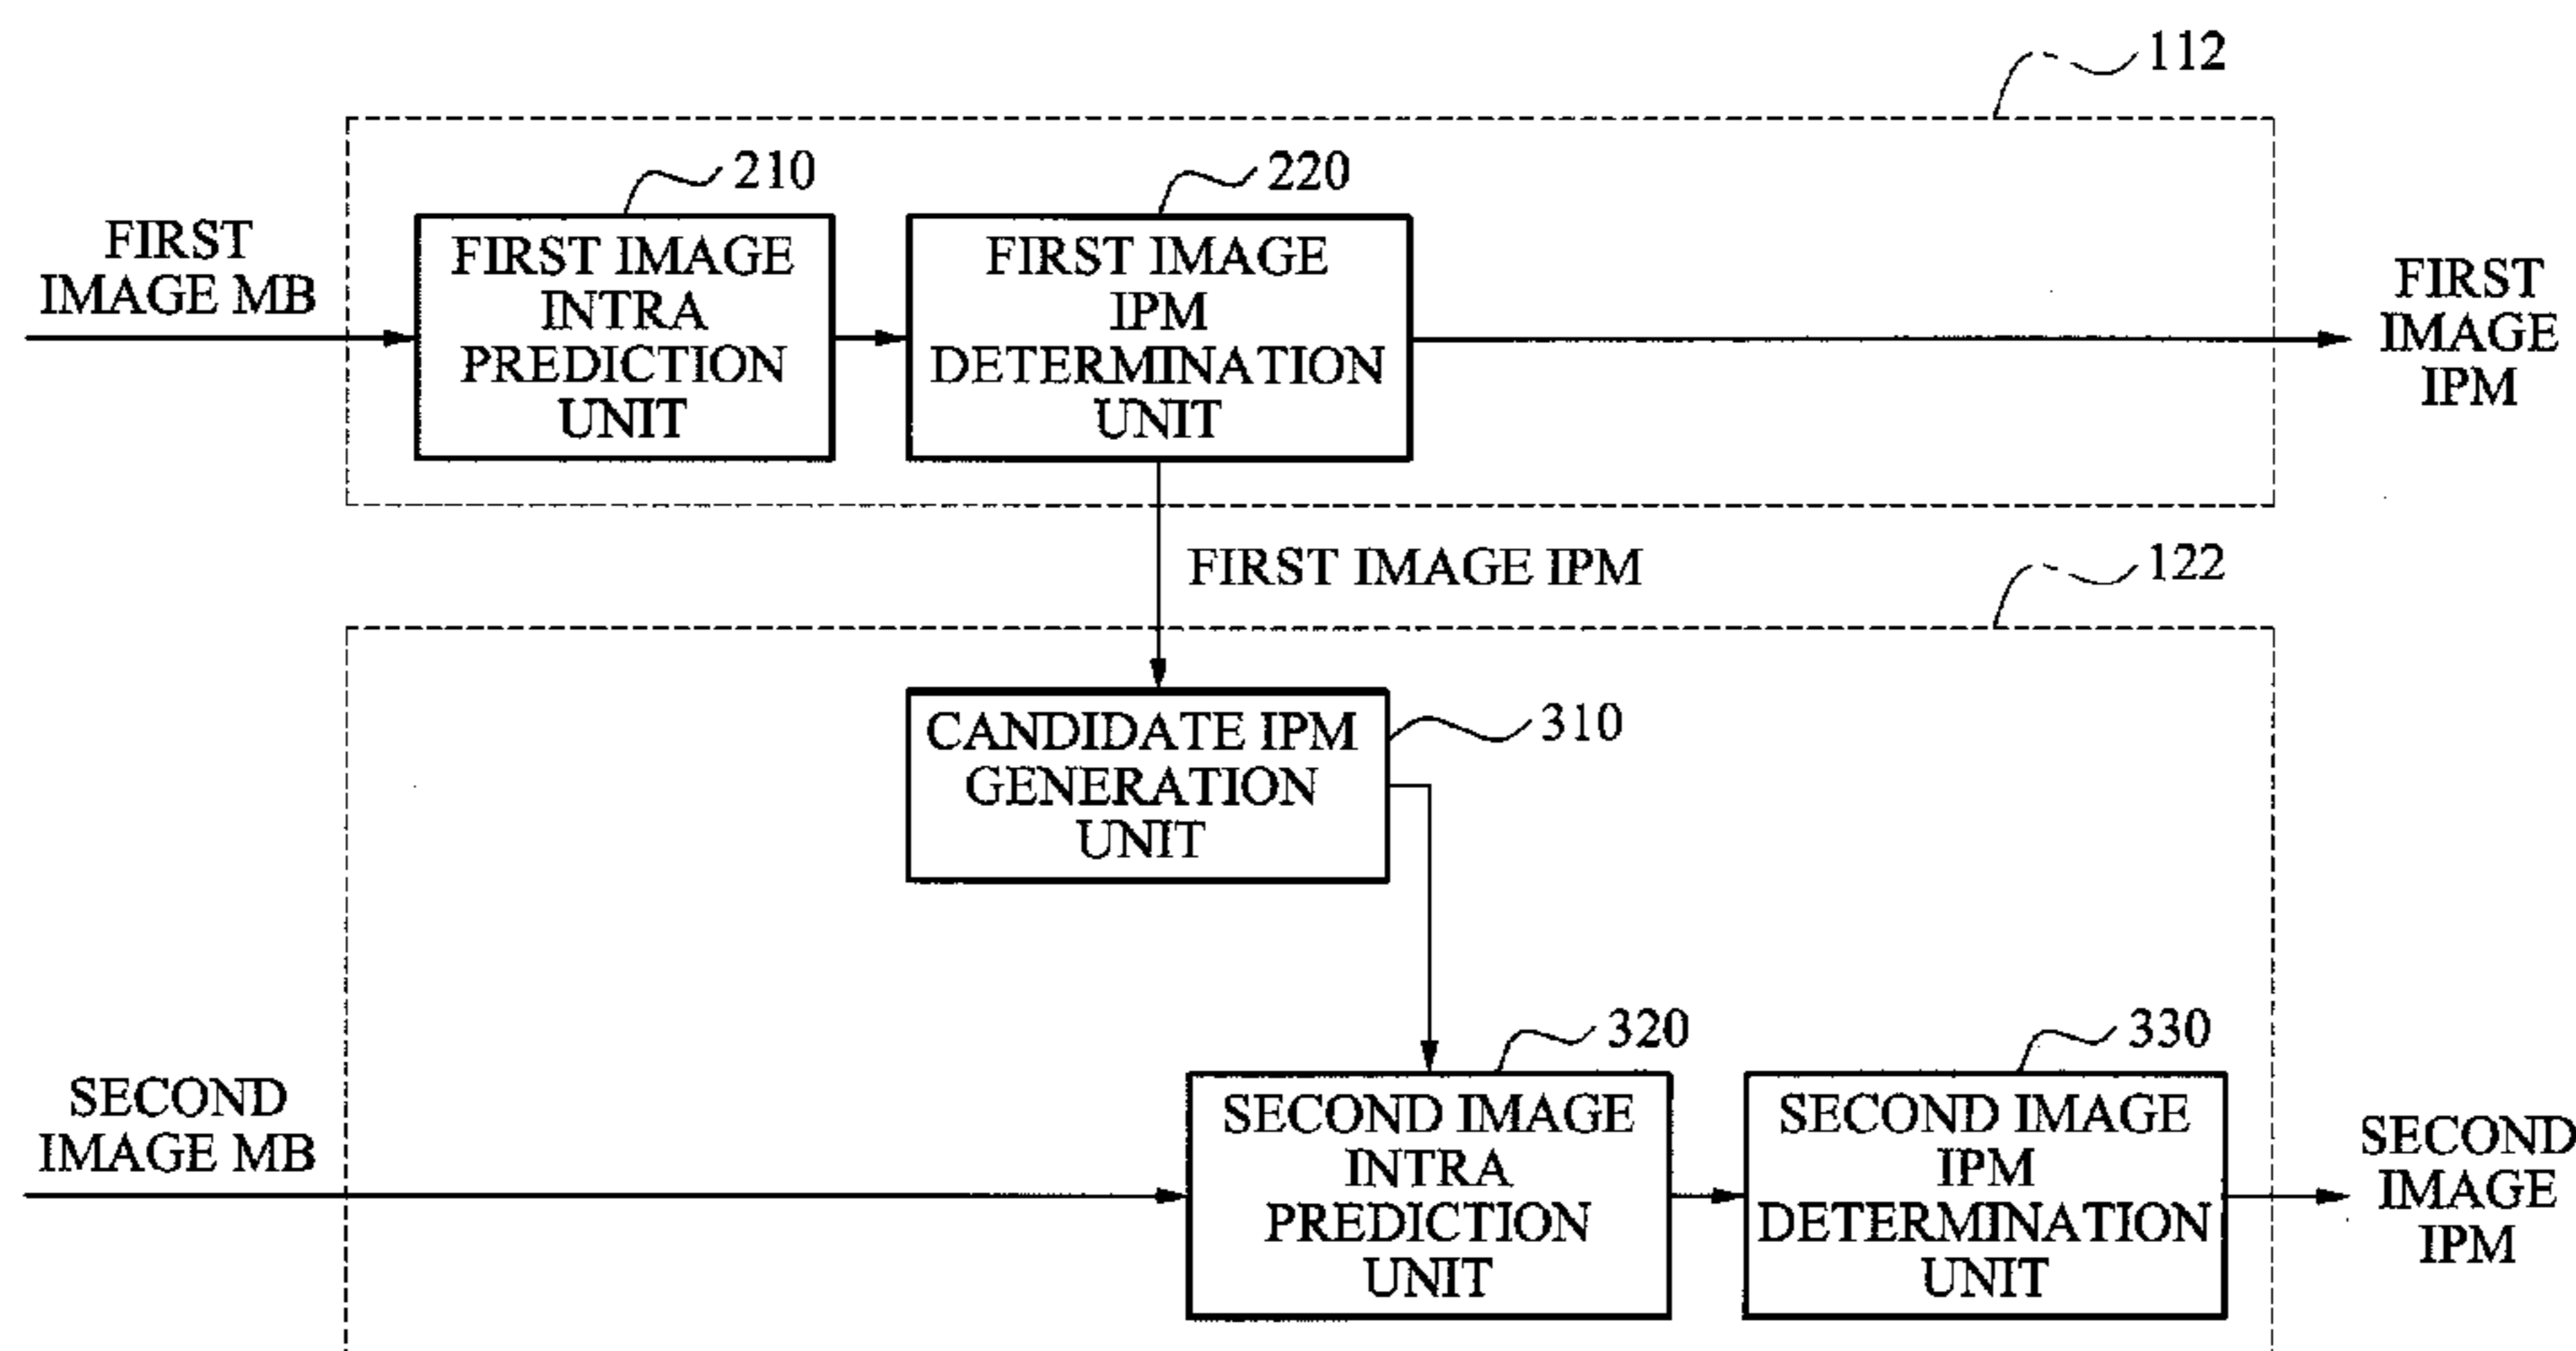 112
210
220
FIRST
IMAGE MB
FIRST IMAGE
INTRA
PREDICTION
UNIT
FIRST IMAGE
IPM
DETERMINATION
UNIT
FIRST
IMAGE
IPM
FIRST IMAGE IPM
122
CANDIDATE IPM
GENERATION
UNIT
310
320
330
SECOND
IMAGE MB
SECOND IMAGE
INTRA
PREDICTION
UNIT
SECOND IMAGE
IPM
DETERMINATION
UNIT
SECOND
IMAGE
IPM